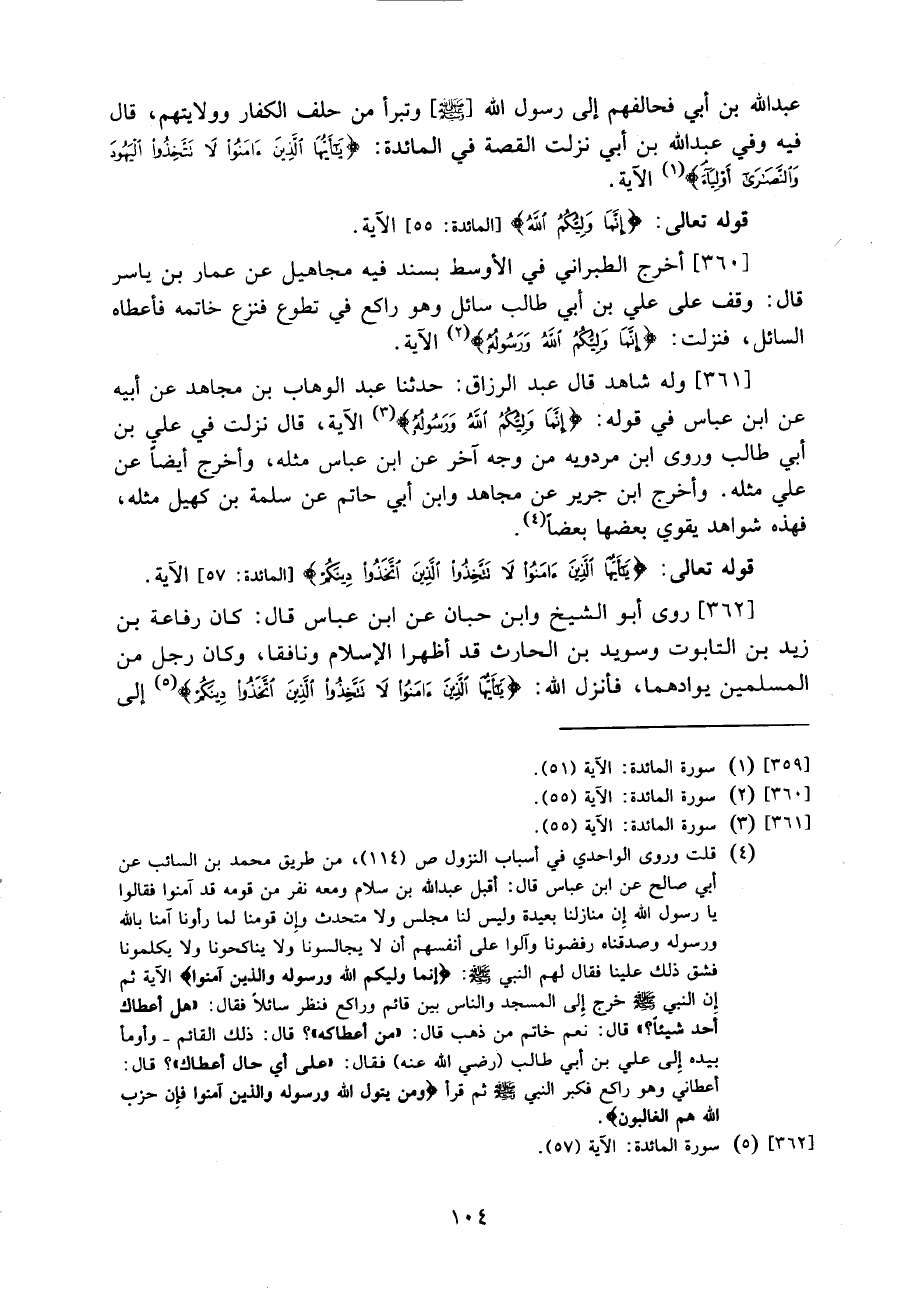 عبدالله بن أبي فحالفهم إلى رسول الله [ﷺ] وتبرأ من حلف الكفار وولايتهم، قال
فيه وفي عبدالله بن أبي نزلت القصة في المائدة: ﴿يَٰٓأَيُّهَا ٱلَّذِينَ ءَامَنُوا۟ لَا تَتَّخِذُوا۟ ٱلْيَهُودَ
وَٱلنَّصَٰرَىٰٓ أَوْلِيَآءَ﴾(١) الآية.
قوله تعالى: ﴿إِنَّمَا وَلِيُّكُمُ ٱللَّهُ﴾ [المائدة: ٥٥] الآية.
[٣٦٠] أخرج الطبراني في الأوسط بسند فيه مجاهيل عن عمار بن ياسر
قال: وقف على علي بن أبي طالب سائل وهو راكع في تطوع فنزع خاتمه فأعطاه
السائل، فنزلت: ﴿إِنَّمَا وَلِيُّكُمُ ٱللَّهُ وَرَسُولُهُۥ﴾(٢) الآية.
[٣٦١] وله شاهد قال عبد الرزاق: حدثنا عبد الوهاب بن مجاهد عن أبيه
عن ابن عباس في قوله: ﴿إِنَّمَا وَلِيُّكُمُ ٱللَّهُ وَرَسُولُهُۥ﴾(٣) الآية، قال نزلت في علي بن
أبي طالب وروى ابن مردويه من وجه آخر عن ابن عباس مثله، وأخرج أيضاً عن
علي مثله. وأخرج ابن جرير عن مجاهد وابن أبي حاتم عن سلمة بن كهيل مثله،
فهذه شواهد يقوي بعضها بعضاً(٤).
قوله تعالى: ﴿يَٰٓأَيُّهَا ٱلَّذِينَ ءَامَنُوا۟ لَا تَتَّخِذُوا۟ ٱلَّذِينَ ٱتَّخَذُوا۟ دِينَكُمْ﴾ [المائدة: ٥٧] الآية.
[٣٦٢] روى أبو الشيخ وابن حبان عن ابن عباس قال: كان رفاعة بن
زيد بن التابوت وسويد بن الحارث قد أظهرا الإسلام ونافقا، وكان رجل من
المسلمين يوادهما، فأنزل الله: ﴿يَٰٓأَيُّهَا ٱلَّذِينَ ءَامَنُوا۟ لَا تَتَّخِذُوا۟ ٱلَّذِينَ ٱتَّخَذُوا۟ دِينَكُمْ﴾(٥) إلى
[٣٥٩] (١) سورة المائدة: الآية (٥١).
[٣٦٠] (٢) سورة المائدة: الآية (٥٥).
[٣٦١] (٣) سورة المائدة: الآية (٥٥).
(٤) قلت وروى الواحدي في أسباب النزول ص (١١٤)، من طريق محمد بن السائب عن
أبي صالح عن ابن عباس قال: أقبل عبدالله بن سلام ومعه نفر من قومه قد آمنوا فقالوا
يا رسول الله إن منازلنا بعيدة وليس لنا مجلس ولا متحدث وإن قومنا لما رأونا آمنا بالله
ورسوله وصدقناه رفضونا وآلوا على أنفسهم أن لا يجالسونا ولا يناكحونا ولا يكلمونا
فشق ذلك علينا فقال لهم النبي ﷺ: ﴿إنما وليكم الله ورسوله والذين آمنوا﴾ الآية ثم
إن النبي ﷺ خرج إلى المسجد والناس بين قائم وراكع فنظر سائلاً فقال: «هل أعطاك
أحد شيئاً؟» قال: نعم خاتم من ذهب قال: «من أعطاكه»؟ قال: ذلك القائم ـ وأومأ
بيده إلى علي بن أبي طالب (رضي الله عنه) فقال: «على أي حال أعطاك»؟ قال:
أعطاني وهو راكع فكبر النبي ﷺ ثم قرأ ﴿ومن يتول الله ورسوله والذين آمنوا فإن حزب
الله هم الغالبون﴾.
[٣٦٢] (٥) سورة المائدة: الآية (٥٧).
١٠٤